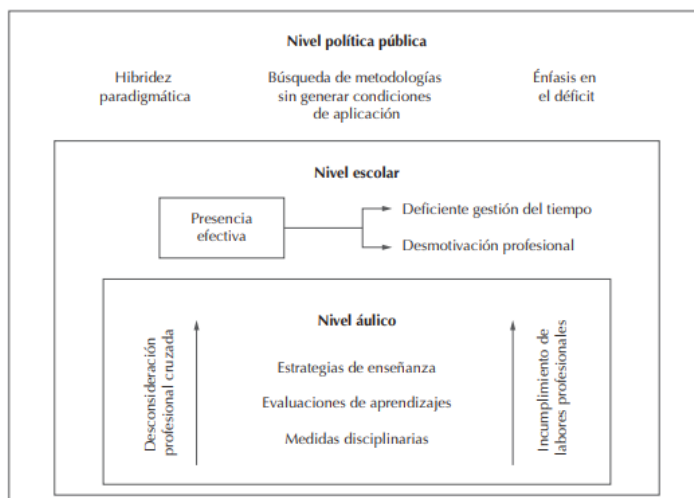 Nivel política pública
Hibridez
paradigmática
Búsqueda de metodologías
sin generar condiciones
de aplicación
Énfasis en
el déficit
Nivel escolar
Presencia
efectiva
Deficiente gestión del tiempo
Desmotivación profesional
Nivel áulico
Desconsideración
profesional cruzada
Estrategias de enseñanza
Evaluaciones de aprendizajes
Medidas disciplinarias
Incumplimiento de
labores profesionales